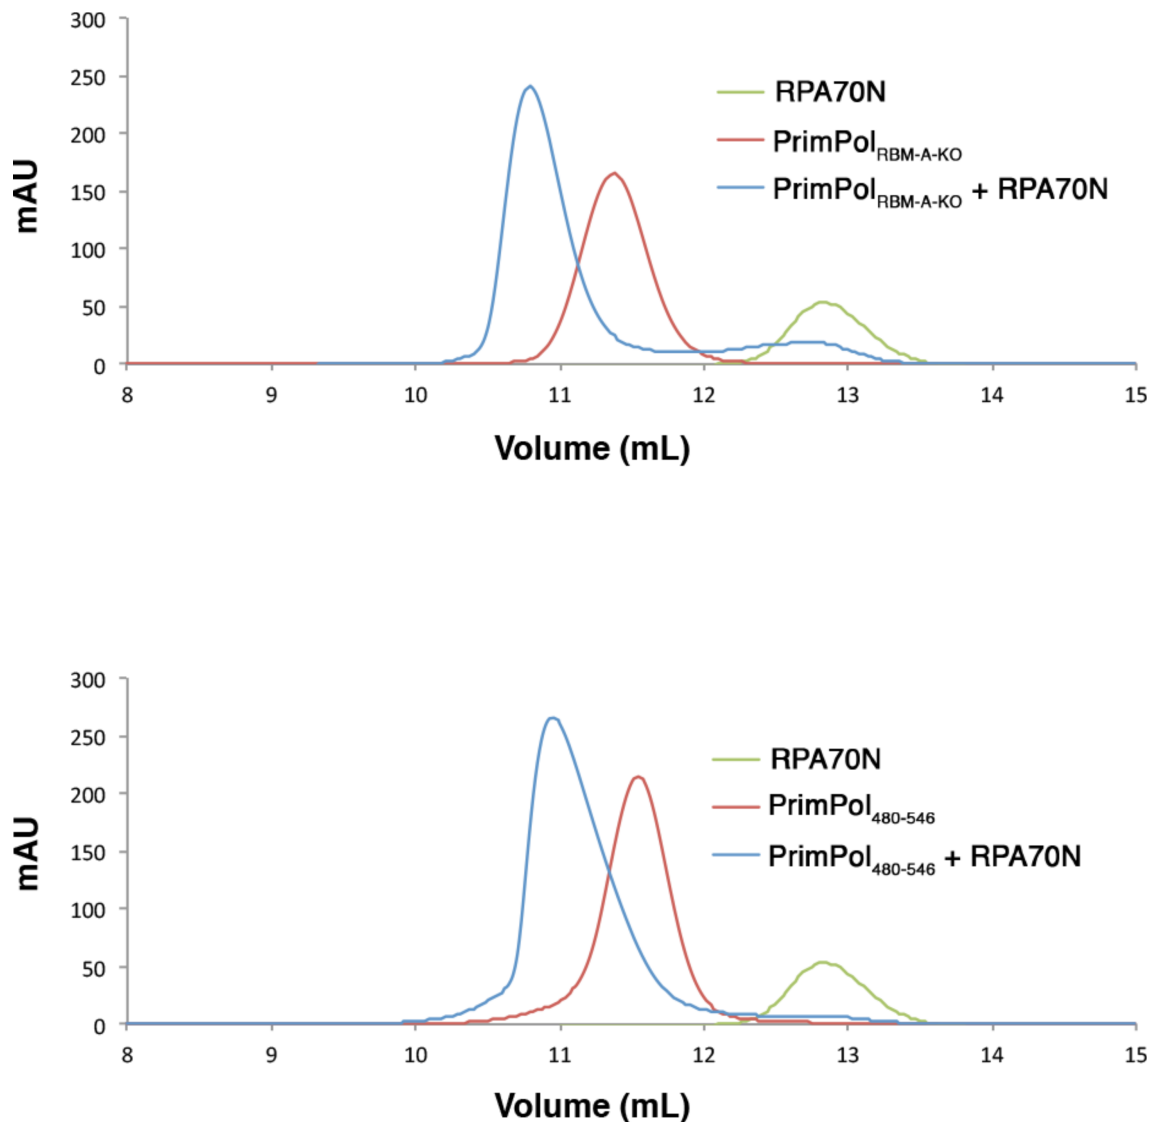 300
250
200
150
100
50
0
mAU
RPA70N
PrimPolRBM-A-KO
PrimPolRBM-A-KO + RPA70N
8 9 10 11 12 13 14 15
Volume (mL)
300
250
200
150
100
50
0
mAU
RPA70N
PrimPol480-546
PrimPol480-546 + RPA70N
8 9 10 11 12 13 14 15
Volume (mL)